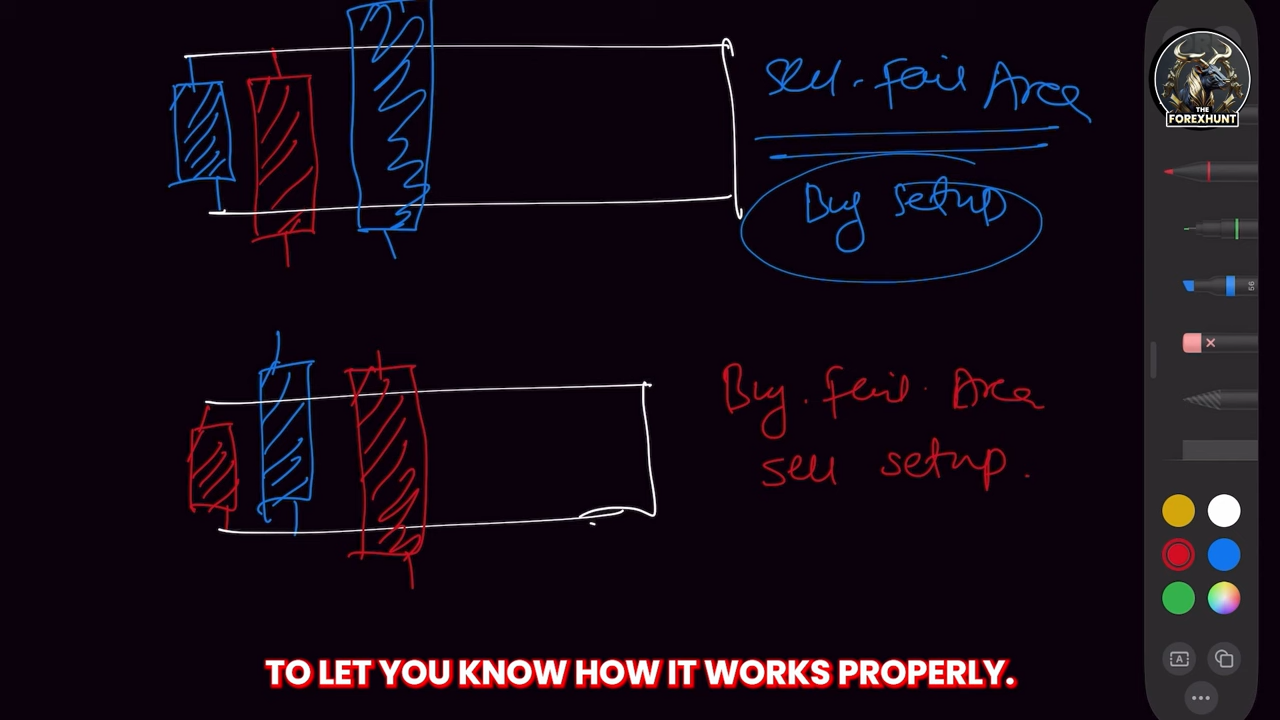 Sell. Fail Area
Buy setup
Buy. Fail. Area
sell setup.
TO LET YOU KNOW HOW IT WORKS PROPERLY.
THE
FOREXHUNT
56
A